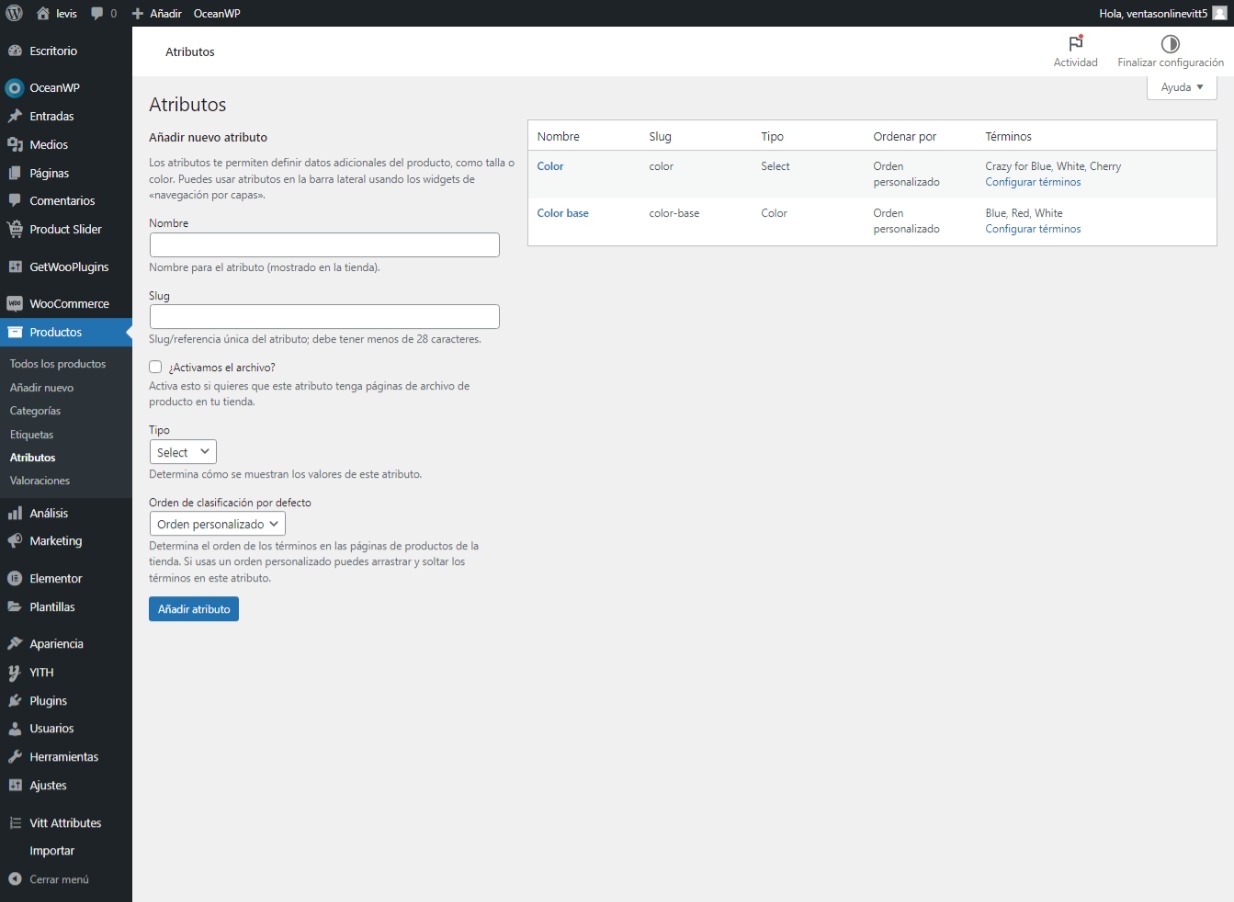 levis
0
Añadir
OceanWP
Hola, ventasonlinevitt5
Escritorio
OceanWP
Entradas
Medios
Páginas
Comentarios
Product Slider
GetWooPlugins
WooCommerce
Productos
Todos los productos
Añadir nuevo
Categorías
Etiquetas
Atributos
Valoraciones
Análisis
Marketing
Elementor
Plantillas
Apariencia
YITH
Plugins
Usuarios
Herramientas
Ajustes
Vitt Attributes
Importar
Cerrar menú
Atributos
Actividad
Finalizar configuración
Ayuda
Atributos
Añadir nuevo atributo
Los atributos te permiten definir datos adicionales del producto, como talla o
color. Puedes usar atributos en la barra lateral usando los widgets de
«navegación por capas».
Nombre
Nombre para el atributo (mostrado en la tienda).
Slug
Slug/referencia única del atributo; debe tener menos de 28 caracteres.
¿Activamos el archivo?
Activa esto si quieres que este atributo tenga páginas de archivo de
producto en tu tienda.
Tipo
Select
Determina cómo se muestran los valores de este atributo.
Orden de clasificación por defecto
Orden personalizado
Determina el orden de los términos en las páginas de productos de la
tienda. Si usas un orden personalizado puedes arrastrar y soltar los
términos en este atributo.
Añadir atributo
Nombre Slug Tipo Ordenar por Términos
Color color Select Orden personalizado Crazy for Blue, White, Cherry
Configurar términos
Color base color-base Color Orden personalizado Blue, Red, White
Configurar términos